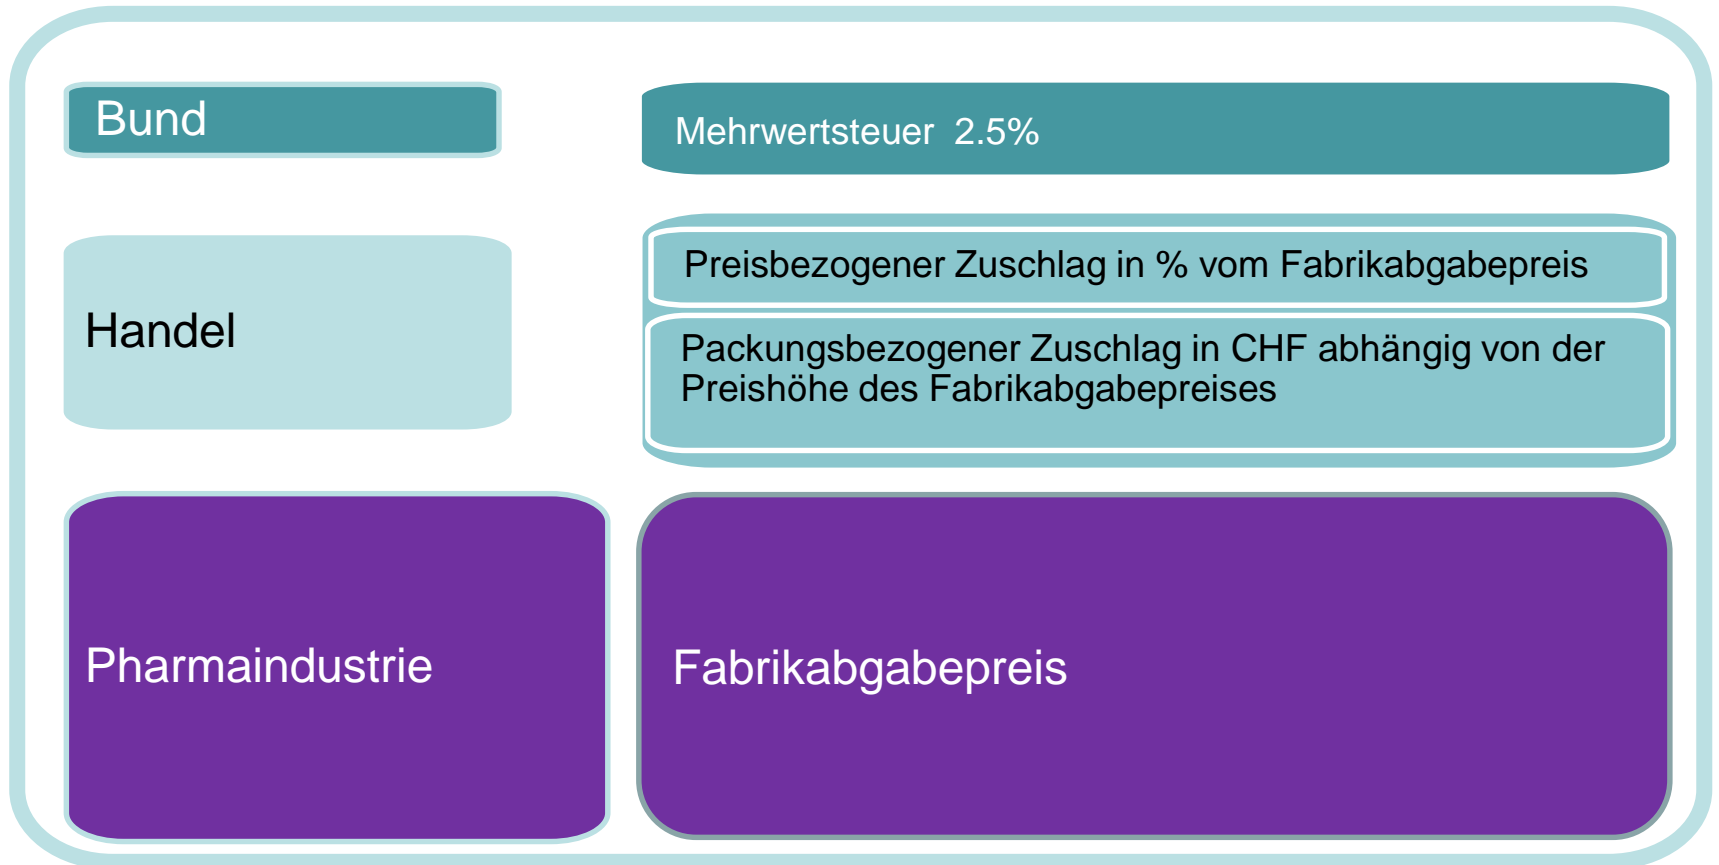 Bund
Mehrwertsteuer  2.5%
Handel
Preisbezogener Zuschlag in % vom Fabrikabgabepreis
Packungsbezogener Zuschlag in CHF abhängig von der
Preishöhe des Fabrikabgabepreises
Pharmaindustrie
Fabrikabgabepreis